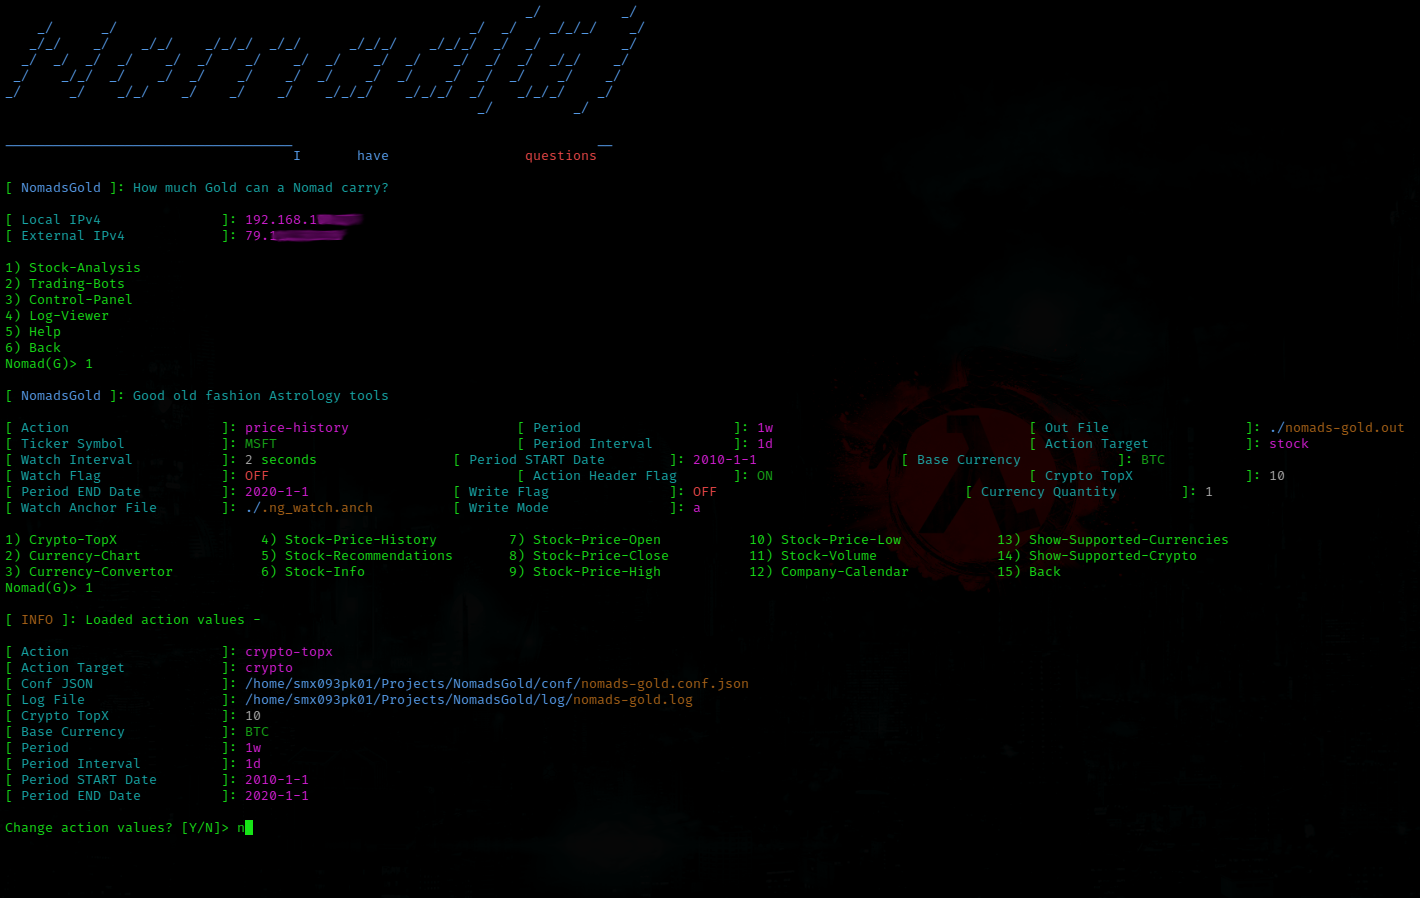 Nomad(G)
I have questions
[ NomadsGold ]: How much Gold can a Nomad carry?
[ Local IPv4 ]: 192.168.1
[ External IPv4 ]: 79.1
1) Stock-Analysis
2) Trading-Bots
3) Control-Panel
4) Log-Viewer
5) Help
6) Back
Nomad(G)> 1
[ NomadsGold ]: Good old fashion Astrology tools
[ Action ]: price-history [ Period ]: 1w [ Out File ]: ./nomads-gold.out
[ Ticker Symbol ]: MSFT [ Period Interval ]: 1d [ Action Target ]: stock
[ Watch Interval ]: 2 seconds [ Period START Date ]: 2010-1-1 [ Base Currency ]: BTC
[ Watch Flag ]: OFF [ Action Header Flag ]: ON [ Crypto TopX ]: 10
[ Period END Date ]: 2020-1-1 [ Write Flag ]: OFF [ Currency Quantity ]: 1
[ Watch Anchor File ]: ./.ng_watch.anch [ Write Mode ]: a
1) Crypto-TopX 4) Stock-Price-History 7) Stock-Price-Open 10) Stock-Price-Low 13) Show-Supported-Currencies
2) Currency-Chart 5) Stock-Recommendations 8) Stock-Price-Close 11) Stock-Volume 14) Show-Supported-Crypto
3) Currency-Convertor 6) Stock-Info 9) Stock-Price-High 12) Company-Calendar 15) Back
Nomad(G)> 1
[ INFO ]: Loaded action values -
[ Action ]: crypto-topx
[ Action Target ]: crypto
[ Conf JSON ]: /home/smx093pk01/Projects/NomadsGold/conf/nomads-gold.conf.json
[ Log File ]: /home/smx093pk01/Projects/NomadsGold/log/nomads-gold.log
[ Crypto TopX ]: 10
[ Base Currency ]: BTC
[ Period ]: 1w
[ Period Interval ]: 1d
[ Period START Date ]: 2010-1-1
[ Period END Date ]: 2020-1-1
Change action values? [Y/N]> n